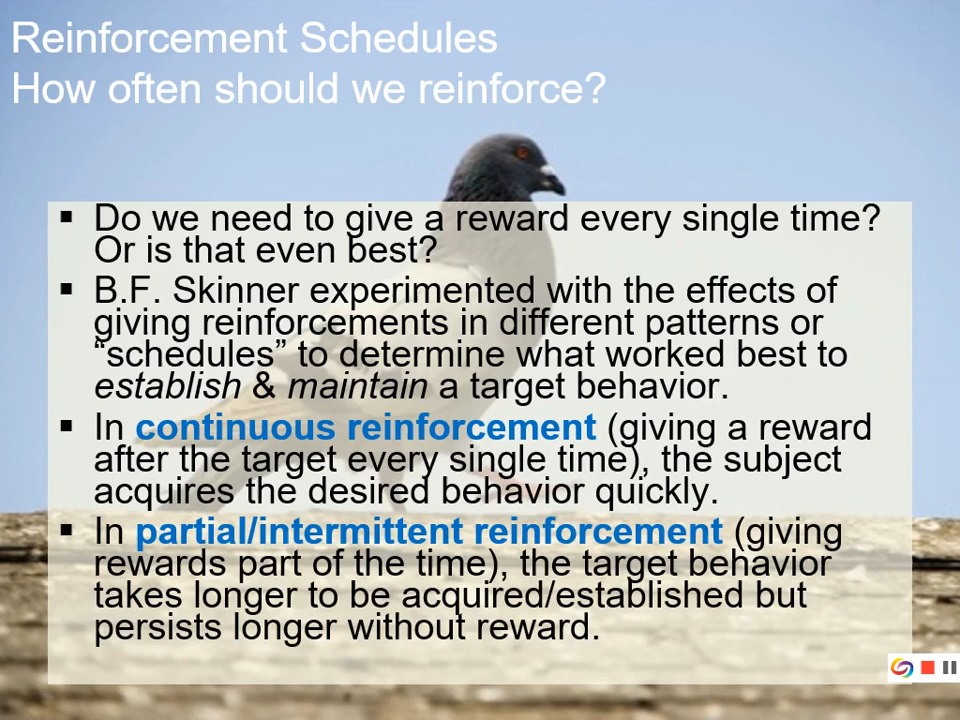 Reinforcement Schedules
How often should we reinforce?
▪ Do we need to give a reward every single time?
Or is that even best?
▪ B.F. Skinner experimented with the effects of
giving reinforcements in different patterns or
“schedules” to determine what worked best to
establish & maintain a target behavior.
▪ In continuous reinforcement (giving a reward
after the target every single time), the subject
acquires the desired behavior quickly.
▪ In partial/intermittent reinforcement (giving
rewards part of the time), the target behavior
takes longer to be acquired/established but
persists longer without reward.